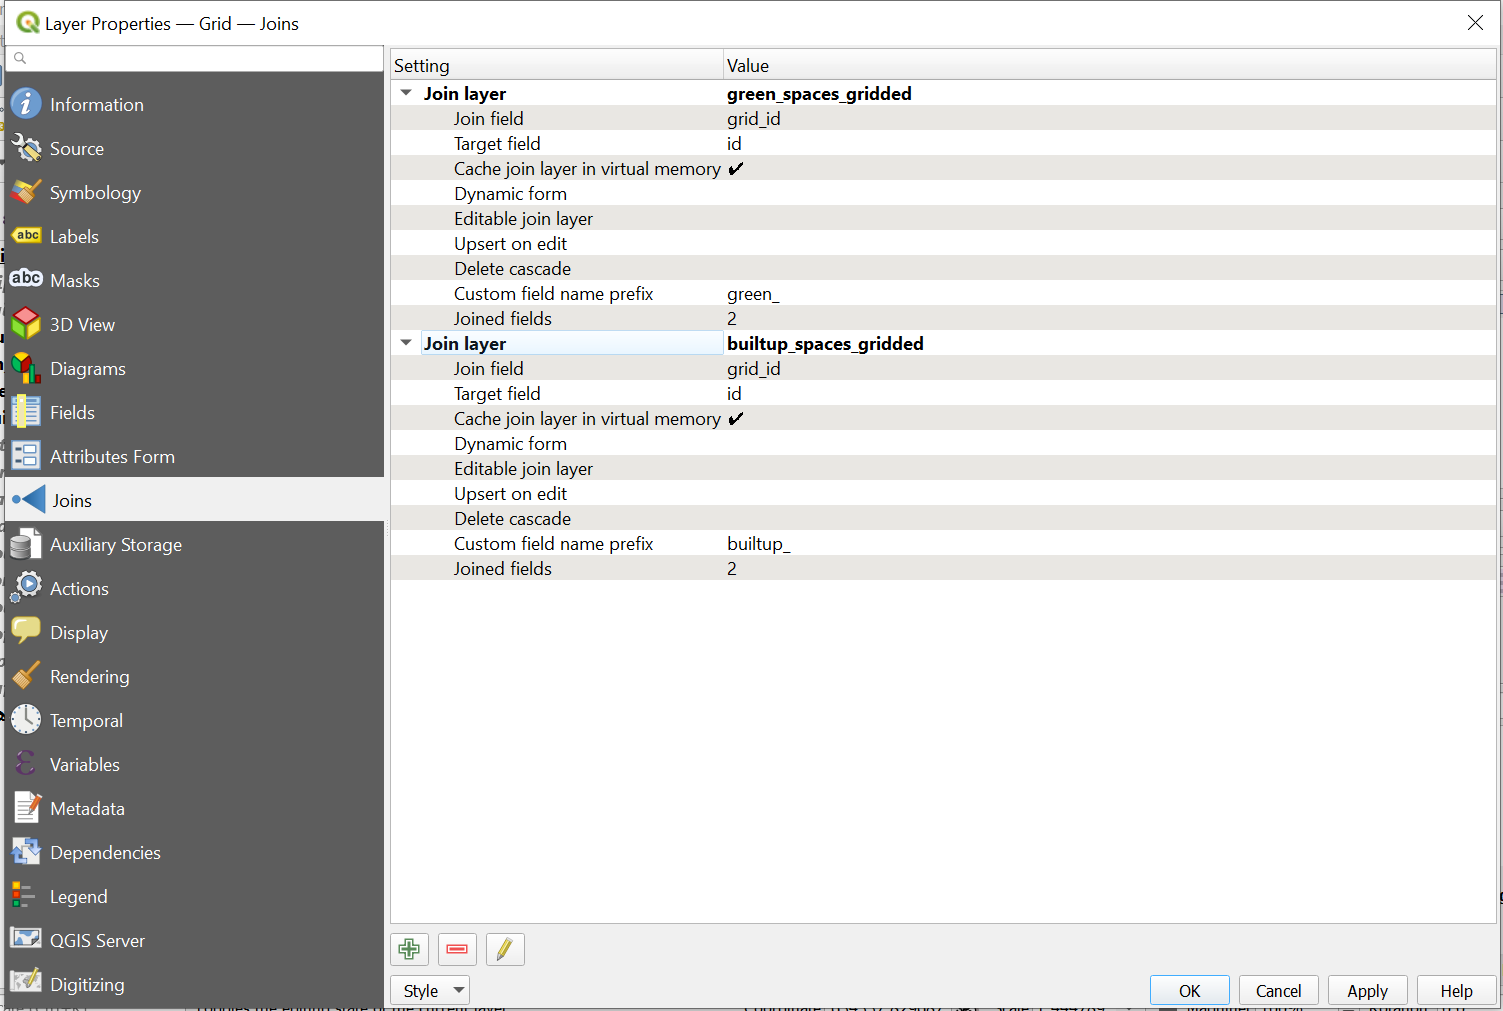 Layer Properties — Grid — Joins
Information
Source
Symbology
abc Labels
abc Masks
3D View
Diagrams
Fields
Attributes Form
Joins
Auxiliary Storage
Actions
Display
Rendering
Temporal
Variables
Metadata
Dependencies
Legend
QGIS Server
Digitizing
Setting Value
Join layer green_spaces_gridded
Join field grid_id
Target field id
Cache join layer in virtual memory ✔
Dynamic form
Editable join layer
Upsert on edit
Delete cascade
Custom field name prefix green_
Joined fields 2
Join layer builtup_spaces_gridded
Join field grid_id
Target field id
Cache join layer in virtual memory ✔
Dynamic form
Editable join layer
Upsert on edit
Delete cascade
Custom field name prefix builtup_
Joined fields 2
Style OK Cancel Apply Help